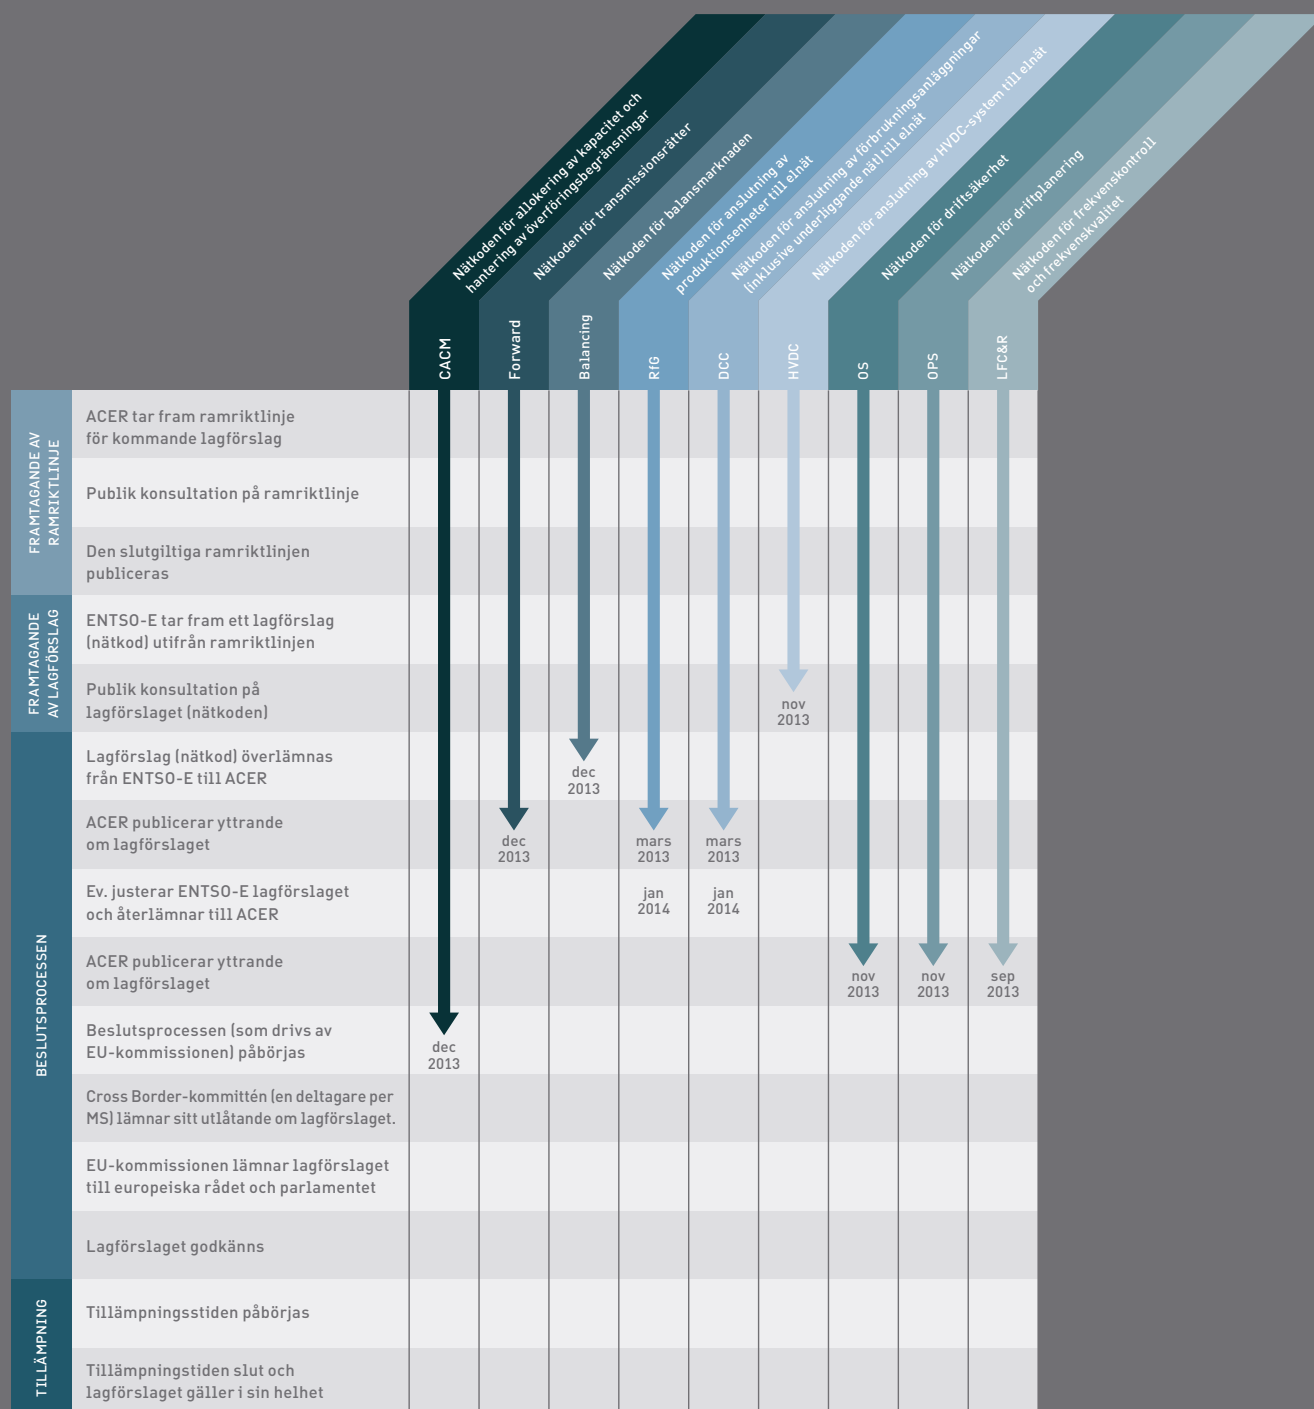 Nätkoden för allokering av kapacitet och
hantering av överföringsbegränsningar
Nätkoden för transmissionsrätter
Nätkoden för balansmarknaden
Nätkoden för anslutning av
produktionsenheter till elnät
Nätkoden för anslutning av förbrukningsanläggningar
(inklusive underliggande nät) till elnät
Nätkoden för anslutning av HVDC-system till elnät
Nätkoden för driftsäkerhet
Nätkoden för driftplanering
Nätkoden för frekvenskontroll
och frekvenskvalitet
CACM
Forward
Balancing
RfG
DCC
HVDC
OS
OPS
LFC&R
FRAMTAGANDE AV
RAMRIKTLINJE
ACER tar fram ramriktlinje
för kommande lagförslag
Publik konsultation på ramriktlinje
Den slutgiltiga ramriktlinjen
publiceras
FRAMTAGANDE
AV LAGFÖRSLAG
ENTSO-E tar fram ett lagförslag
(nätkod) utifrån ramriktlinjen
Publik konsultation på
lagförslaget (nätkoden)
nov
2013
BESLUTSPROCESSEN
Lagförslag (nätkod) överlämnas
från ENTSO-E till ACER
dec
2013
ACER publicerar yttrande
om lagförslaget
dec
2013
mars
2013
mars
2013
Ev. justerar ENTSO-E lagförslaget
och återlämnar till ACER
jan
2014
jan
2014
ACER publicerar yttrande
om lagförslaget
nov
2013
nov
2013
sep
2013
Beslutsprocessen (som drivs av
EU-kommissionen) påbörjas
dec
2013
Cross Border-kommittén (en deltagare per
MS) lämnar sitt utlåtande om lagförslaget.
EU-kommissionen lämnar lagförslaget
till europeiska rådet och parlamentet
Lagförslaget godkänns
TILLÄMPNING
Tillämpningsstiden påbörjas
Tillämpningstiden slut och
lagförslaget gäller i sin helhet